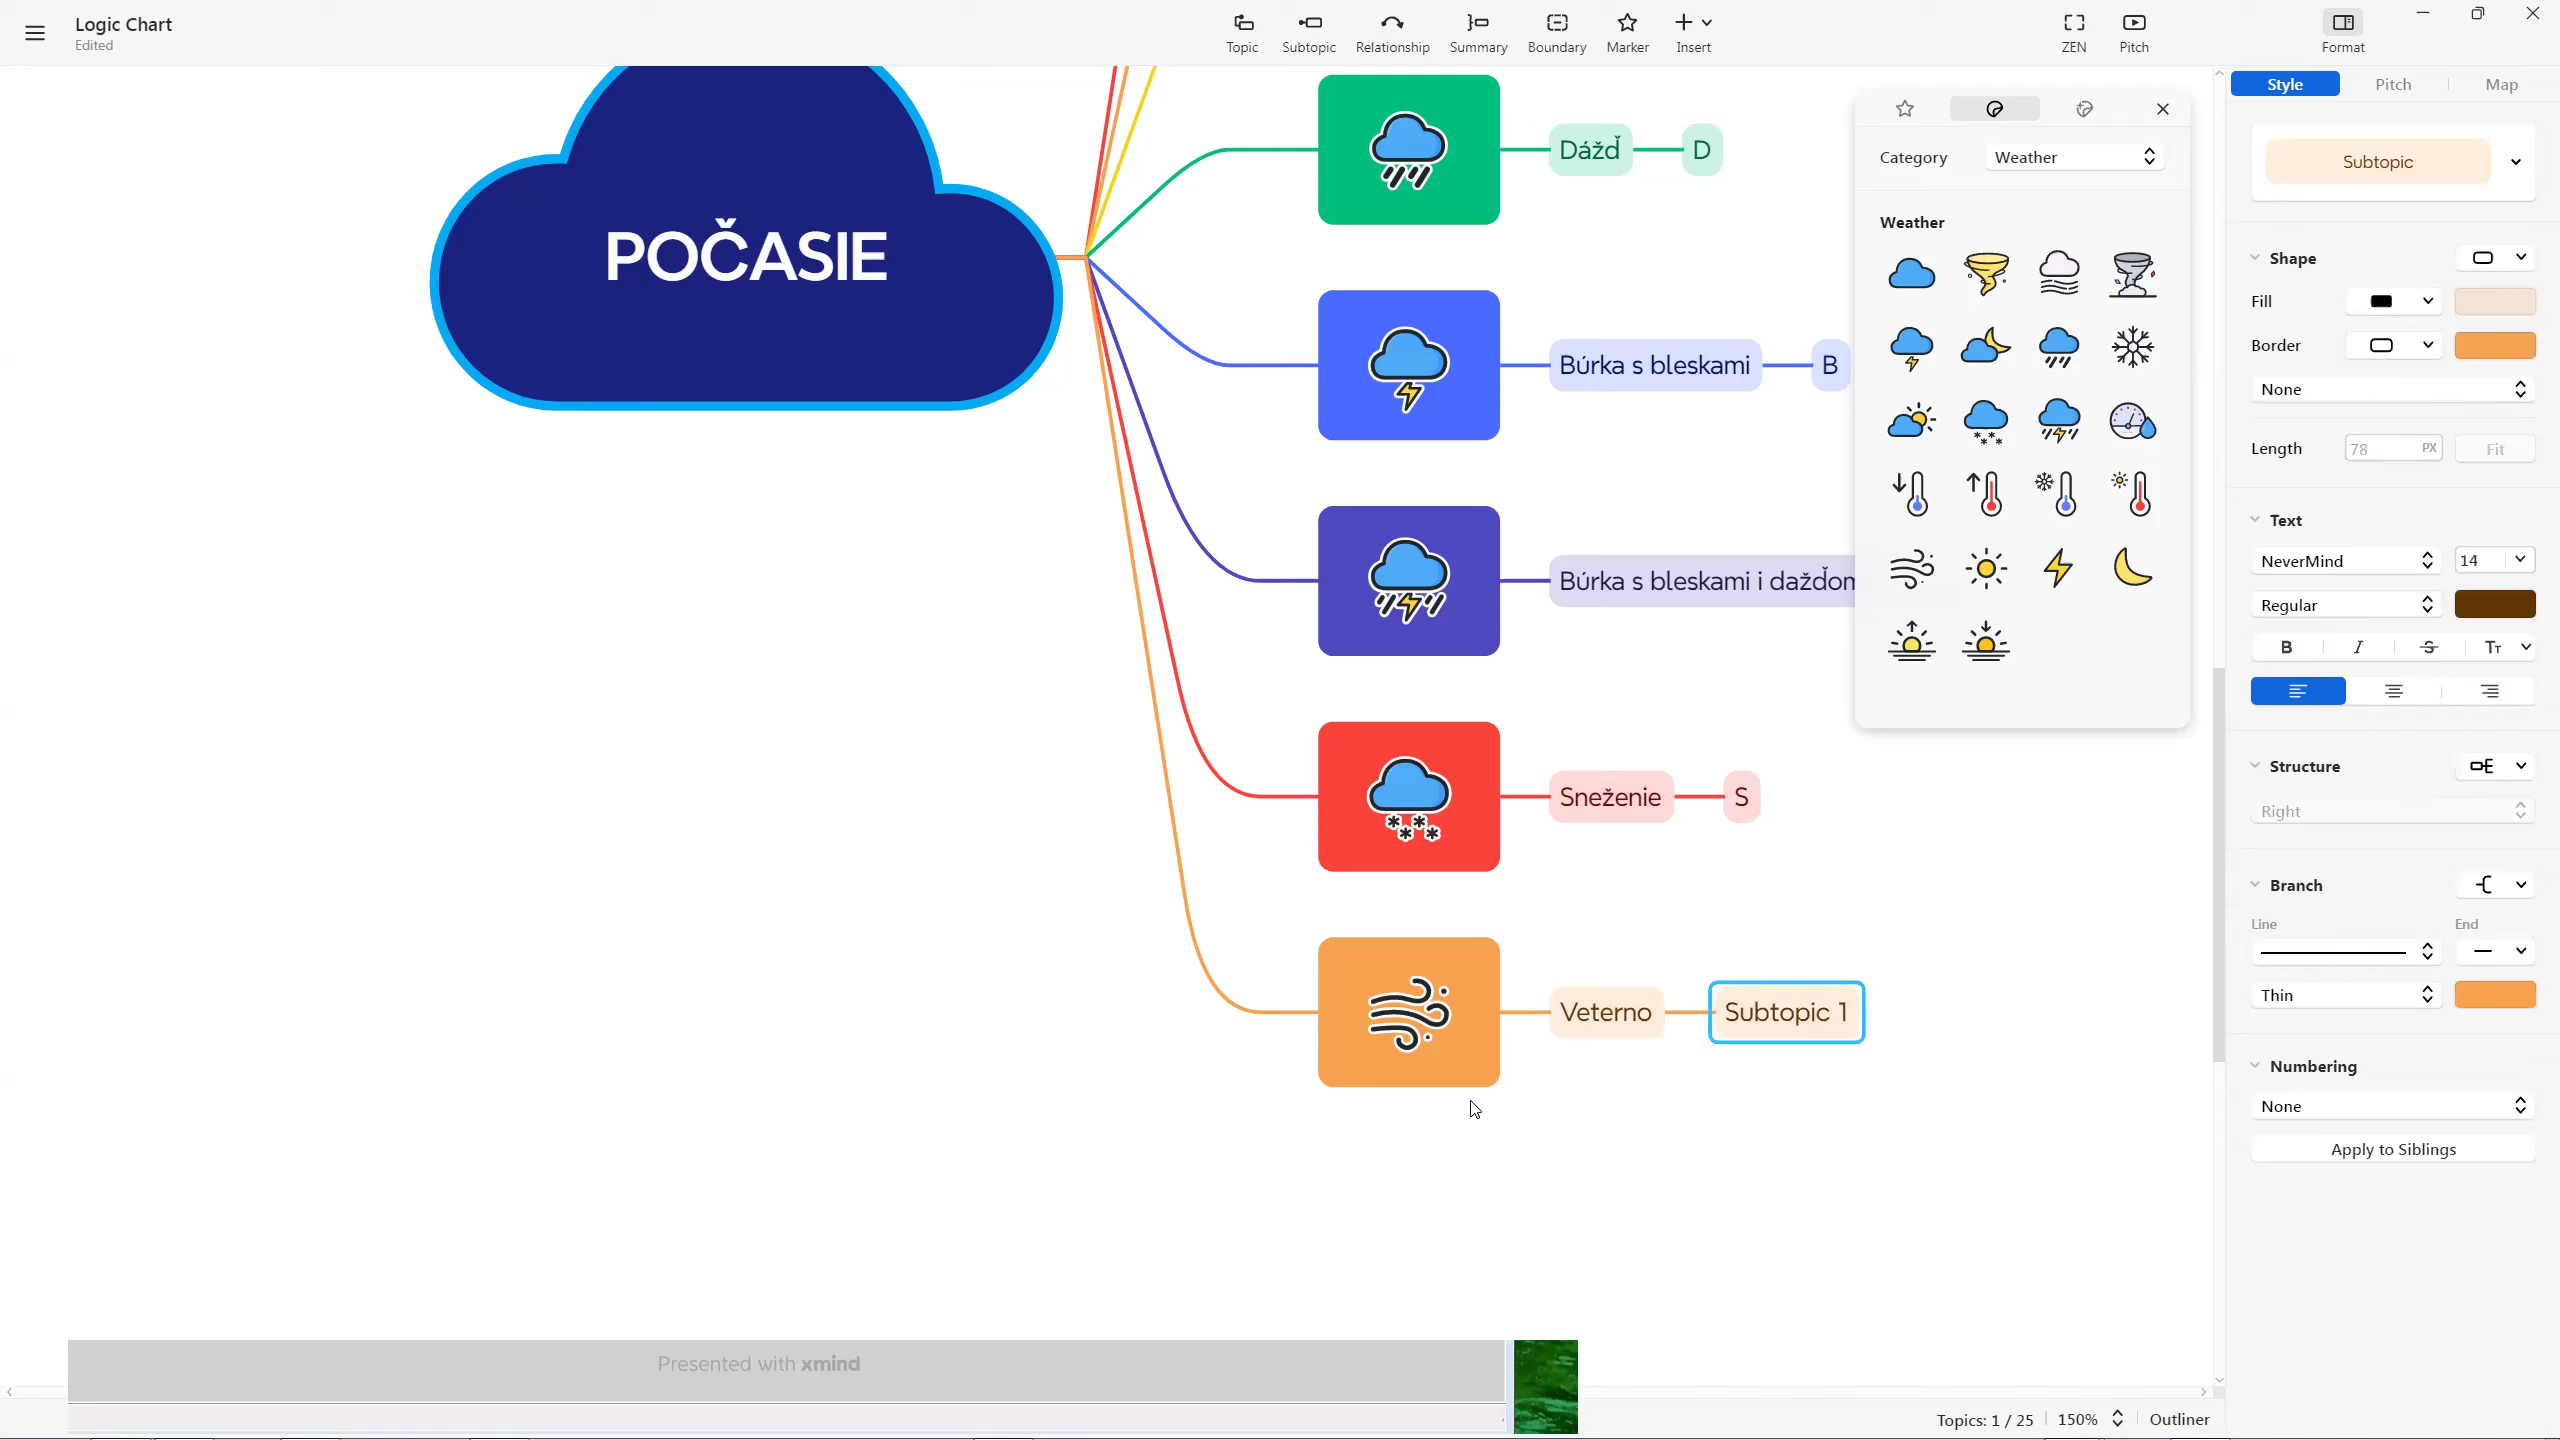 Logic Chart
Edited
Topic
Subtopic
Relationship
Summary
Boundary
Marker
Insert
ZEN
Pitch
Format
POČASIE
Dážď
D
Búrka s bleskami
B
Búrka s bleskami i dažďom
Sneženie
S
Veterno
Subtopic 1
Category
Weather
Weather
Style
Pitch
Map
Subtopic
Shape
Fill
Border
None
Length
78
PX
Fit
Text
NeverMind
14
Regular
B
I
S
TT
Structure
Right
Branch
Line
End
Thin
Numbering
None
Apply to Siblings
Presented with xmind
Topics: 1 / 25
150%
Outliner